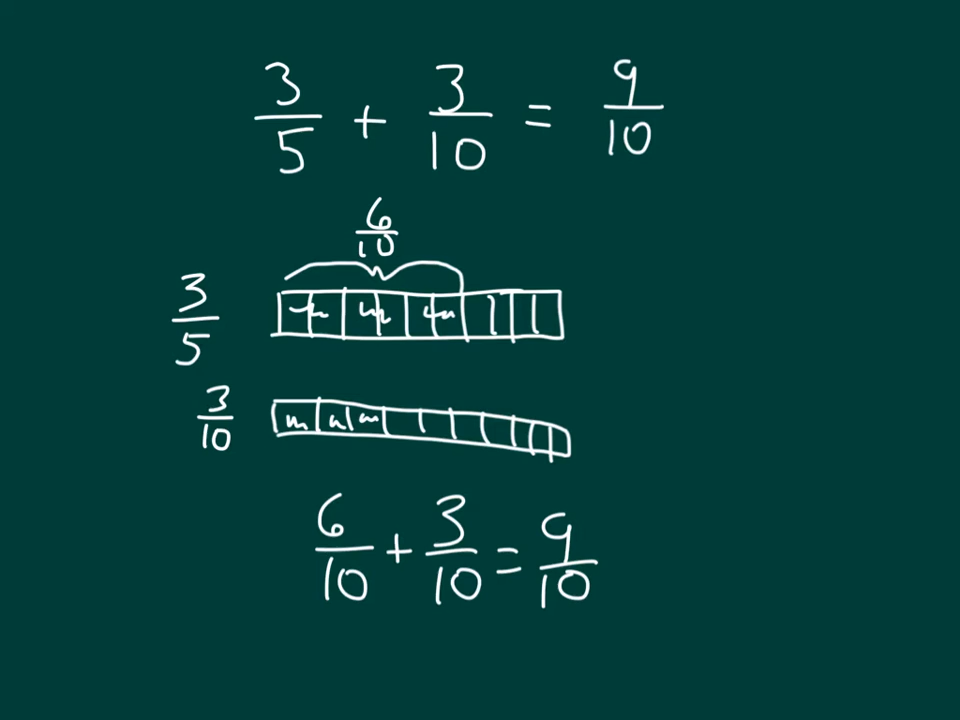 3/5 + 3/10 = 9/10
6/10
3/5
3/10
6/10 + 3/10 = 9/10